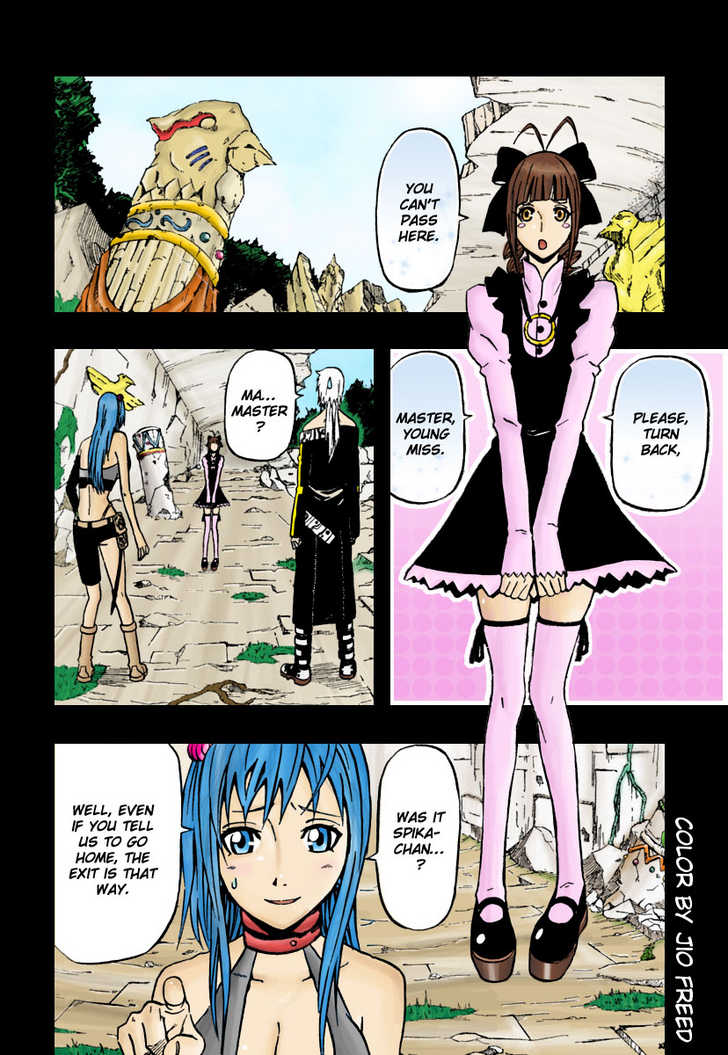 YOU
CAN'T
PASS
HERE.
PLEASE,
TURN
BACK,
MASTER,
YOUNG
MISS.
MA...
MASTER
?
WAS IT
SPIKA-
CHAN...
?
WELL, EVEN
IF YOU TELL
US TO GO
HOME, THE
EXIT IS THAT
WAY.
COLOR BY JIO FREED